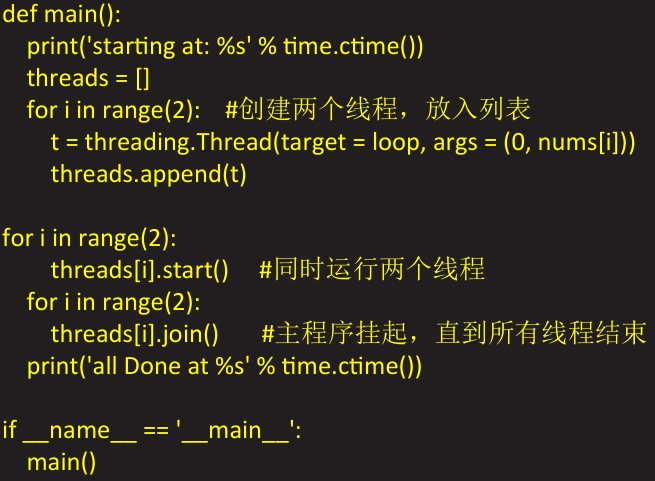 def main():
    print('starting at: %s' % time.ctime())
    threads = []
    for i in range(2):    #创建两个线程，放入列表
        t = threading.Thread(target = loop, args = (0, nums[i]))
        threads.append(t)

for i in range(2):
        threads[i].start()    #同时运行两个线程
    for i in range(2):
        threads[i].join()      #主程序挂起，直到所有线程结束
    print('all Done at %s' % time.ctime())

if __name__ == '__main__':
    main()